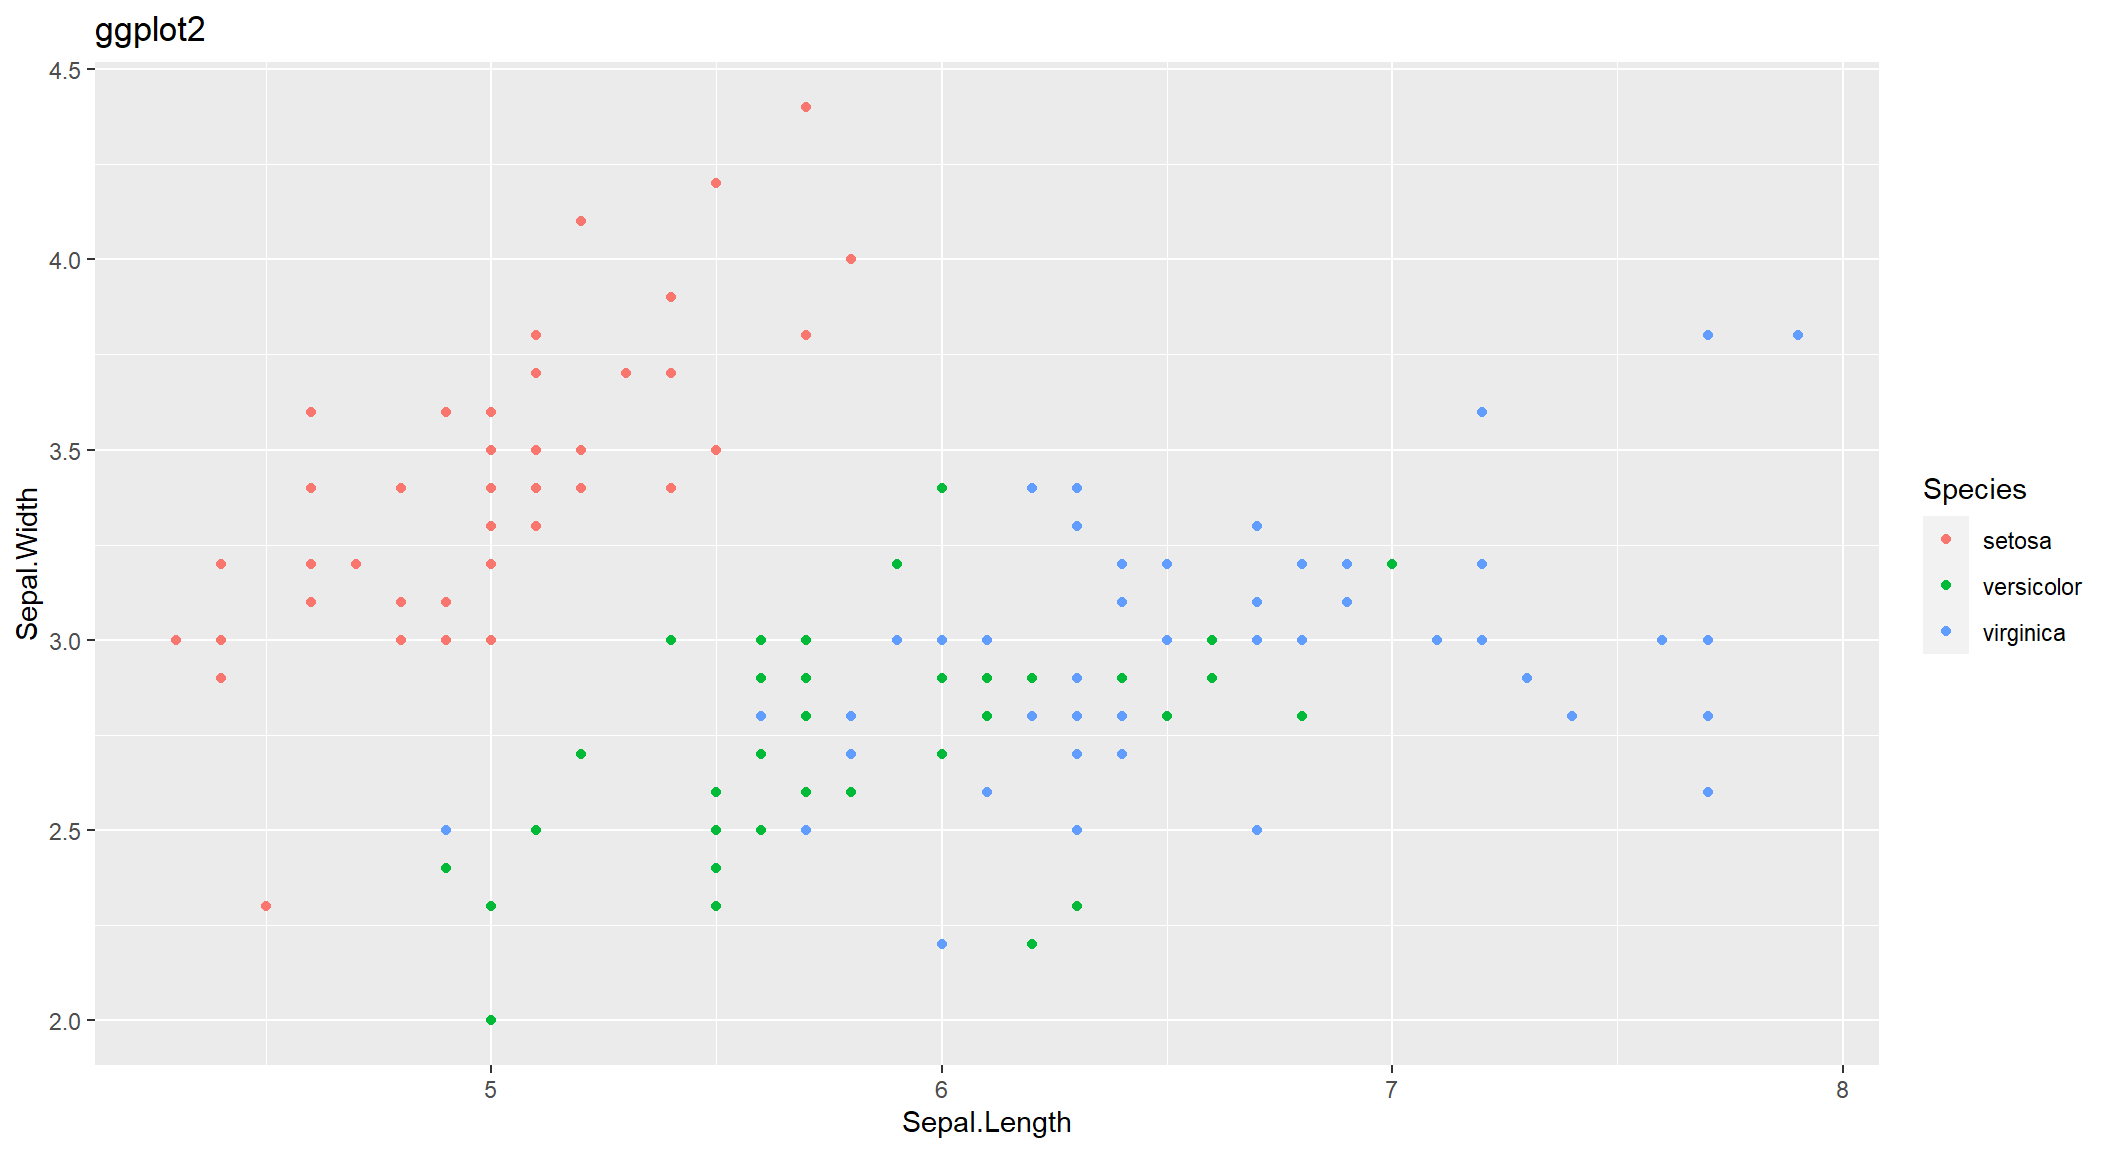 ggplot2
4.5
4.0
3.5
3.0
2.5
2.0
Sepal.Width
5 6 7 8
Sepal.Length
Species
setosa
versicolor
virginica